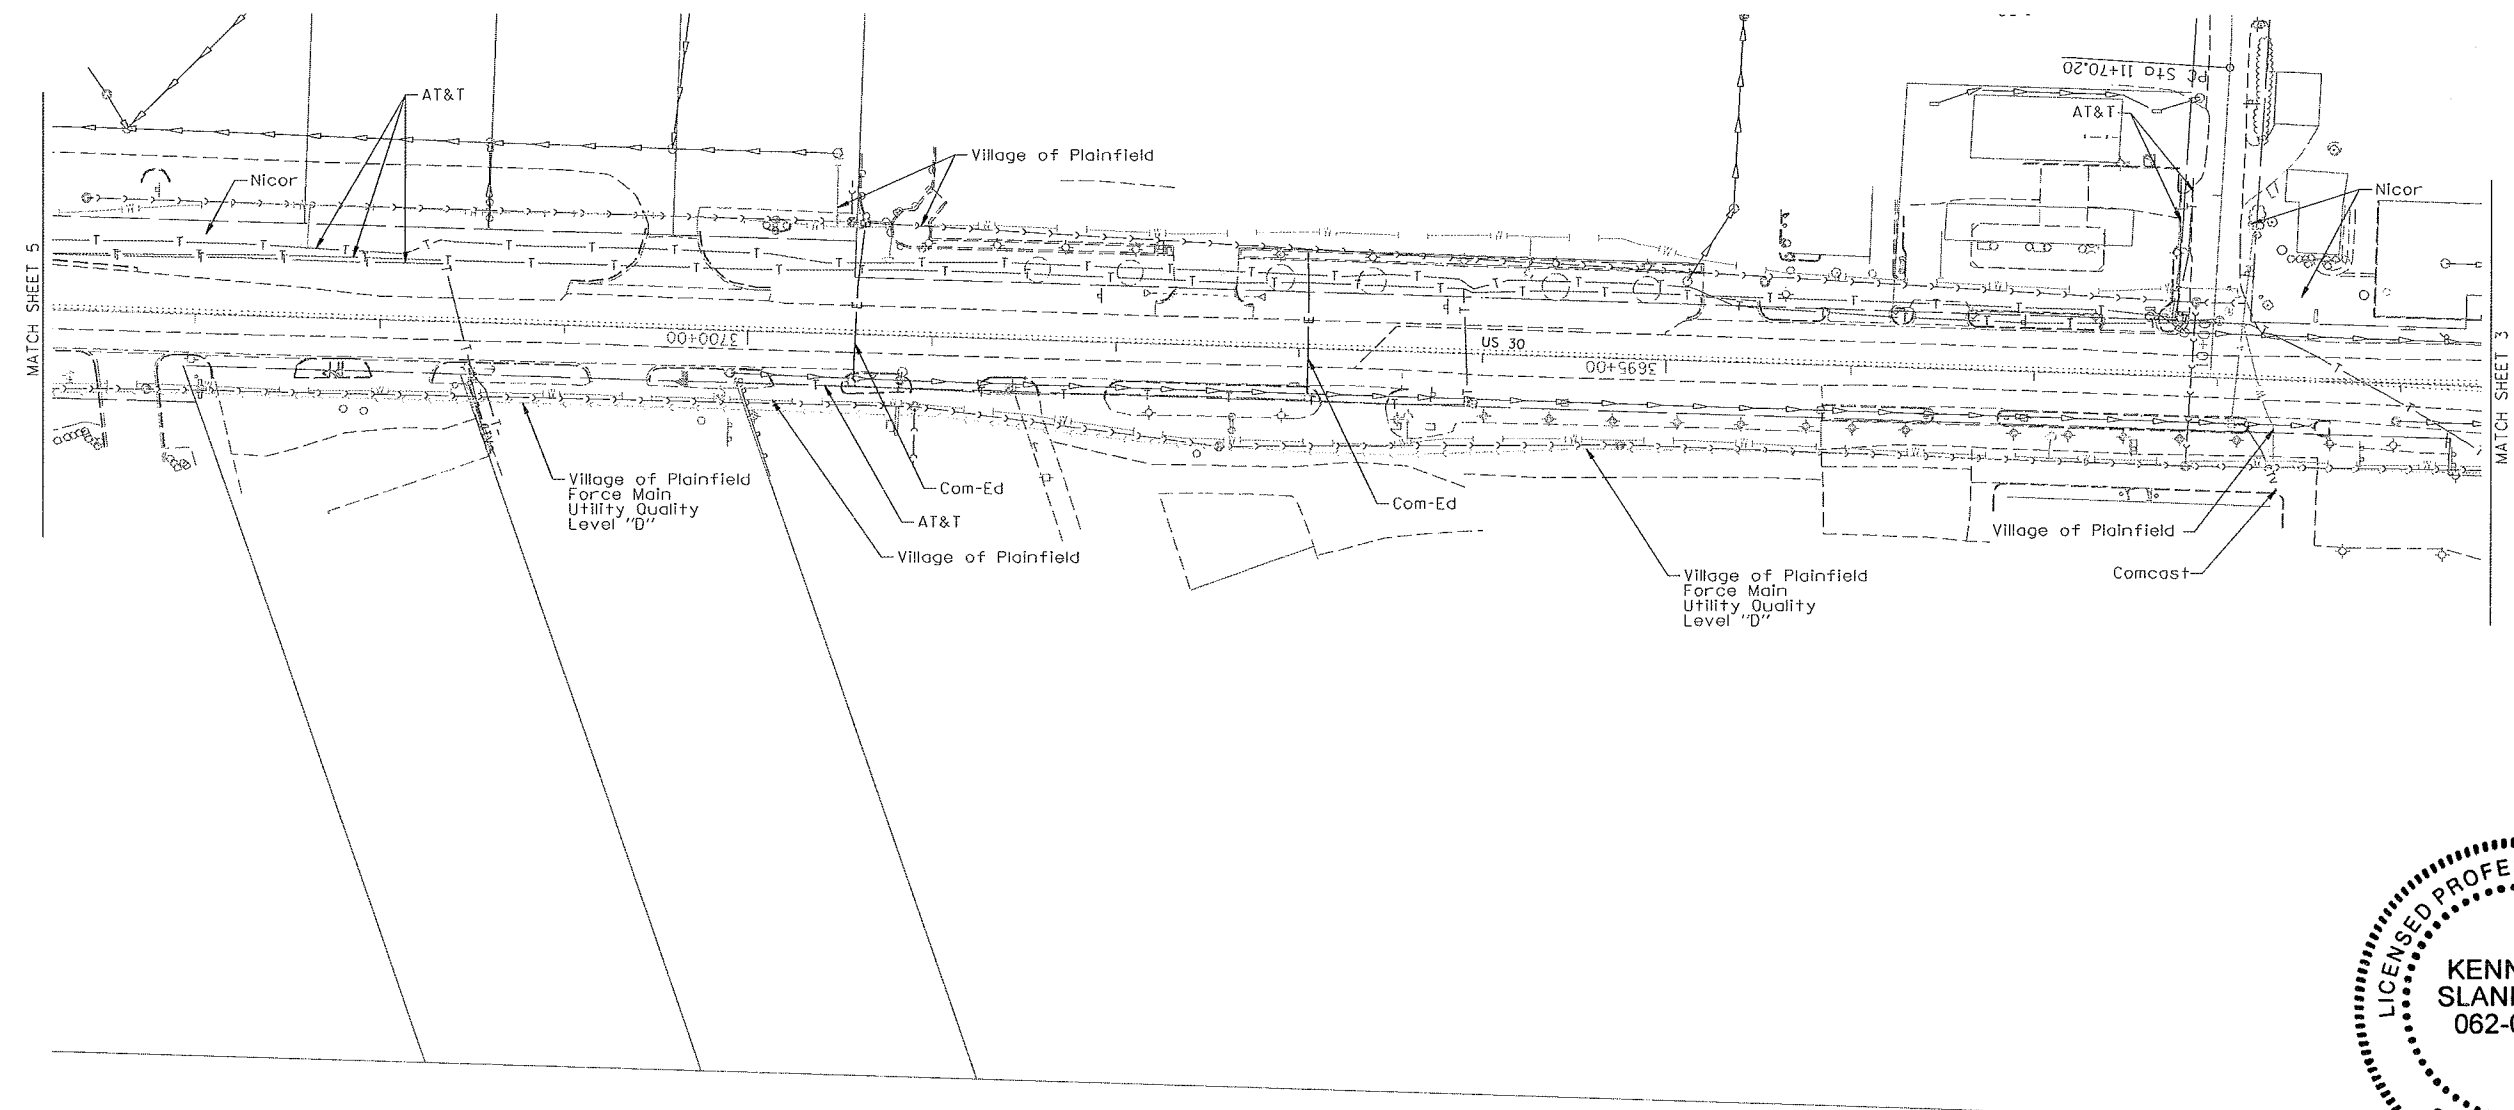 PC Sta 11+70.20
AT&T
AT&T
Village of Plainfield
Nicor
Nicor
MATCH SHEET 5
MATCH SHEET 3
3700+00
US 30
3695+00
Village of Plainfield
Force Main
Utility Quality
Level "D"
Com-Ed
AT&T
Village of Plainfield
Com-Ed
Village of Plainfield
Comcast
Village of Plainfield
Force Main
Utility Quality
Level "D"
LICENSED PROFE
KENN
062-0